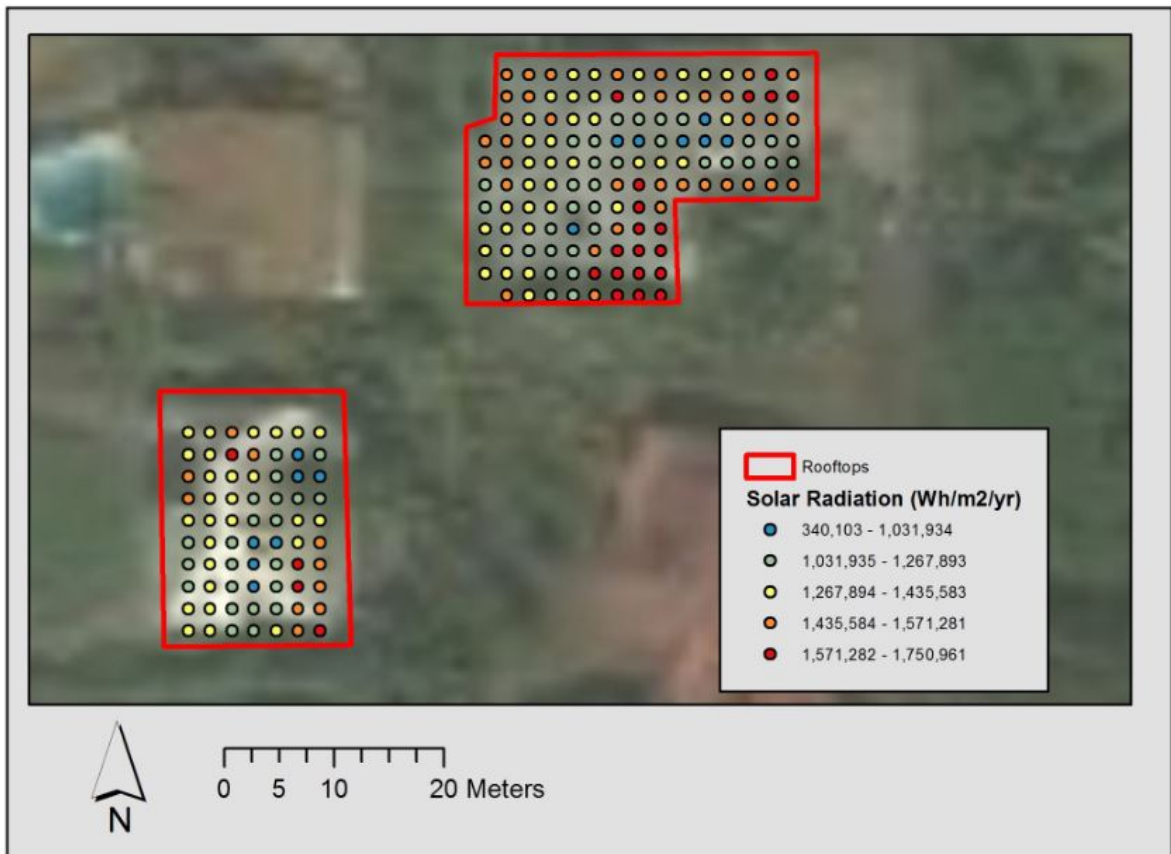 Rooftops
Solar Radiation (Wh/m2/yr)
340,103 - 1,031,934
1,031,935 - 1,267,893
1,267,894 - 1,435,583
1,435,584 - 1,571,281
1,571,282 - 1,750,961
N
0 5 10 20 Meters